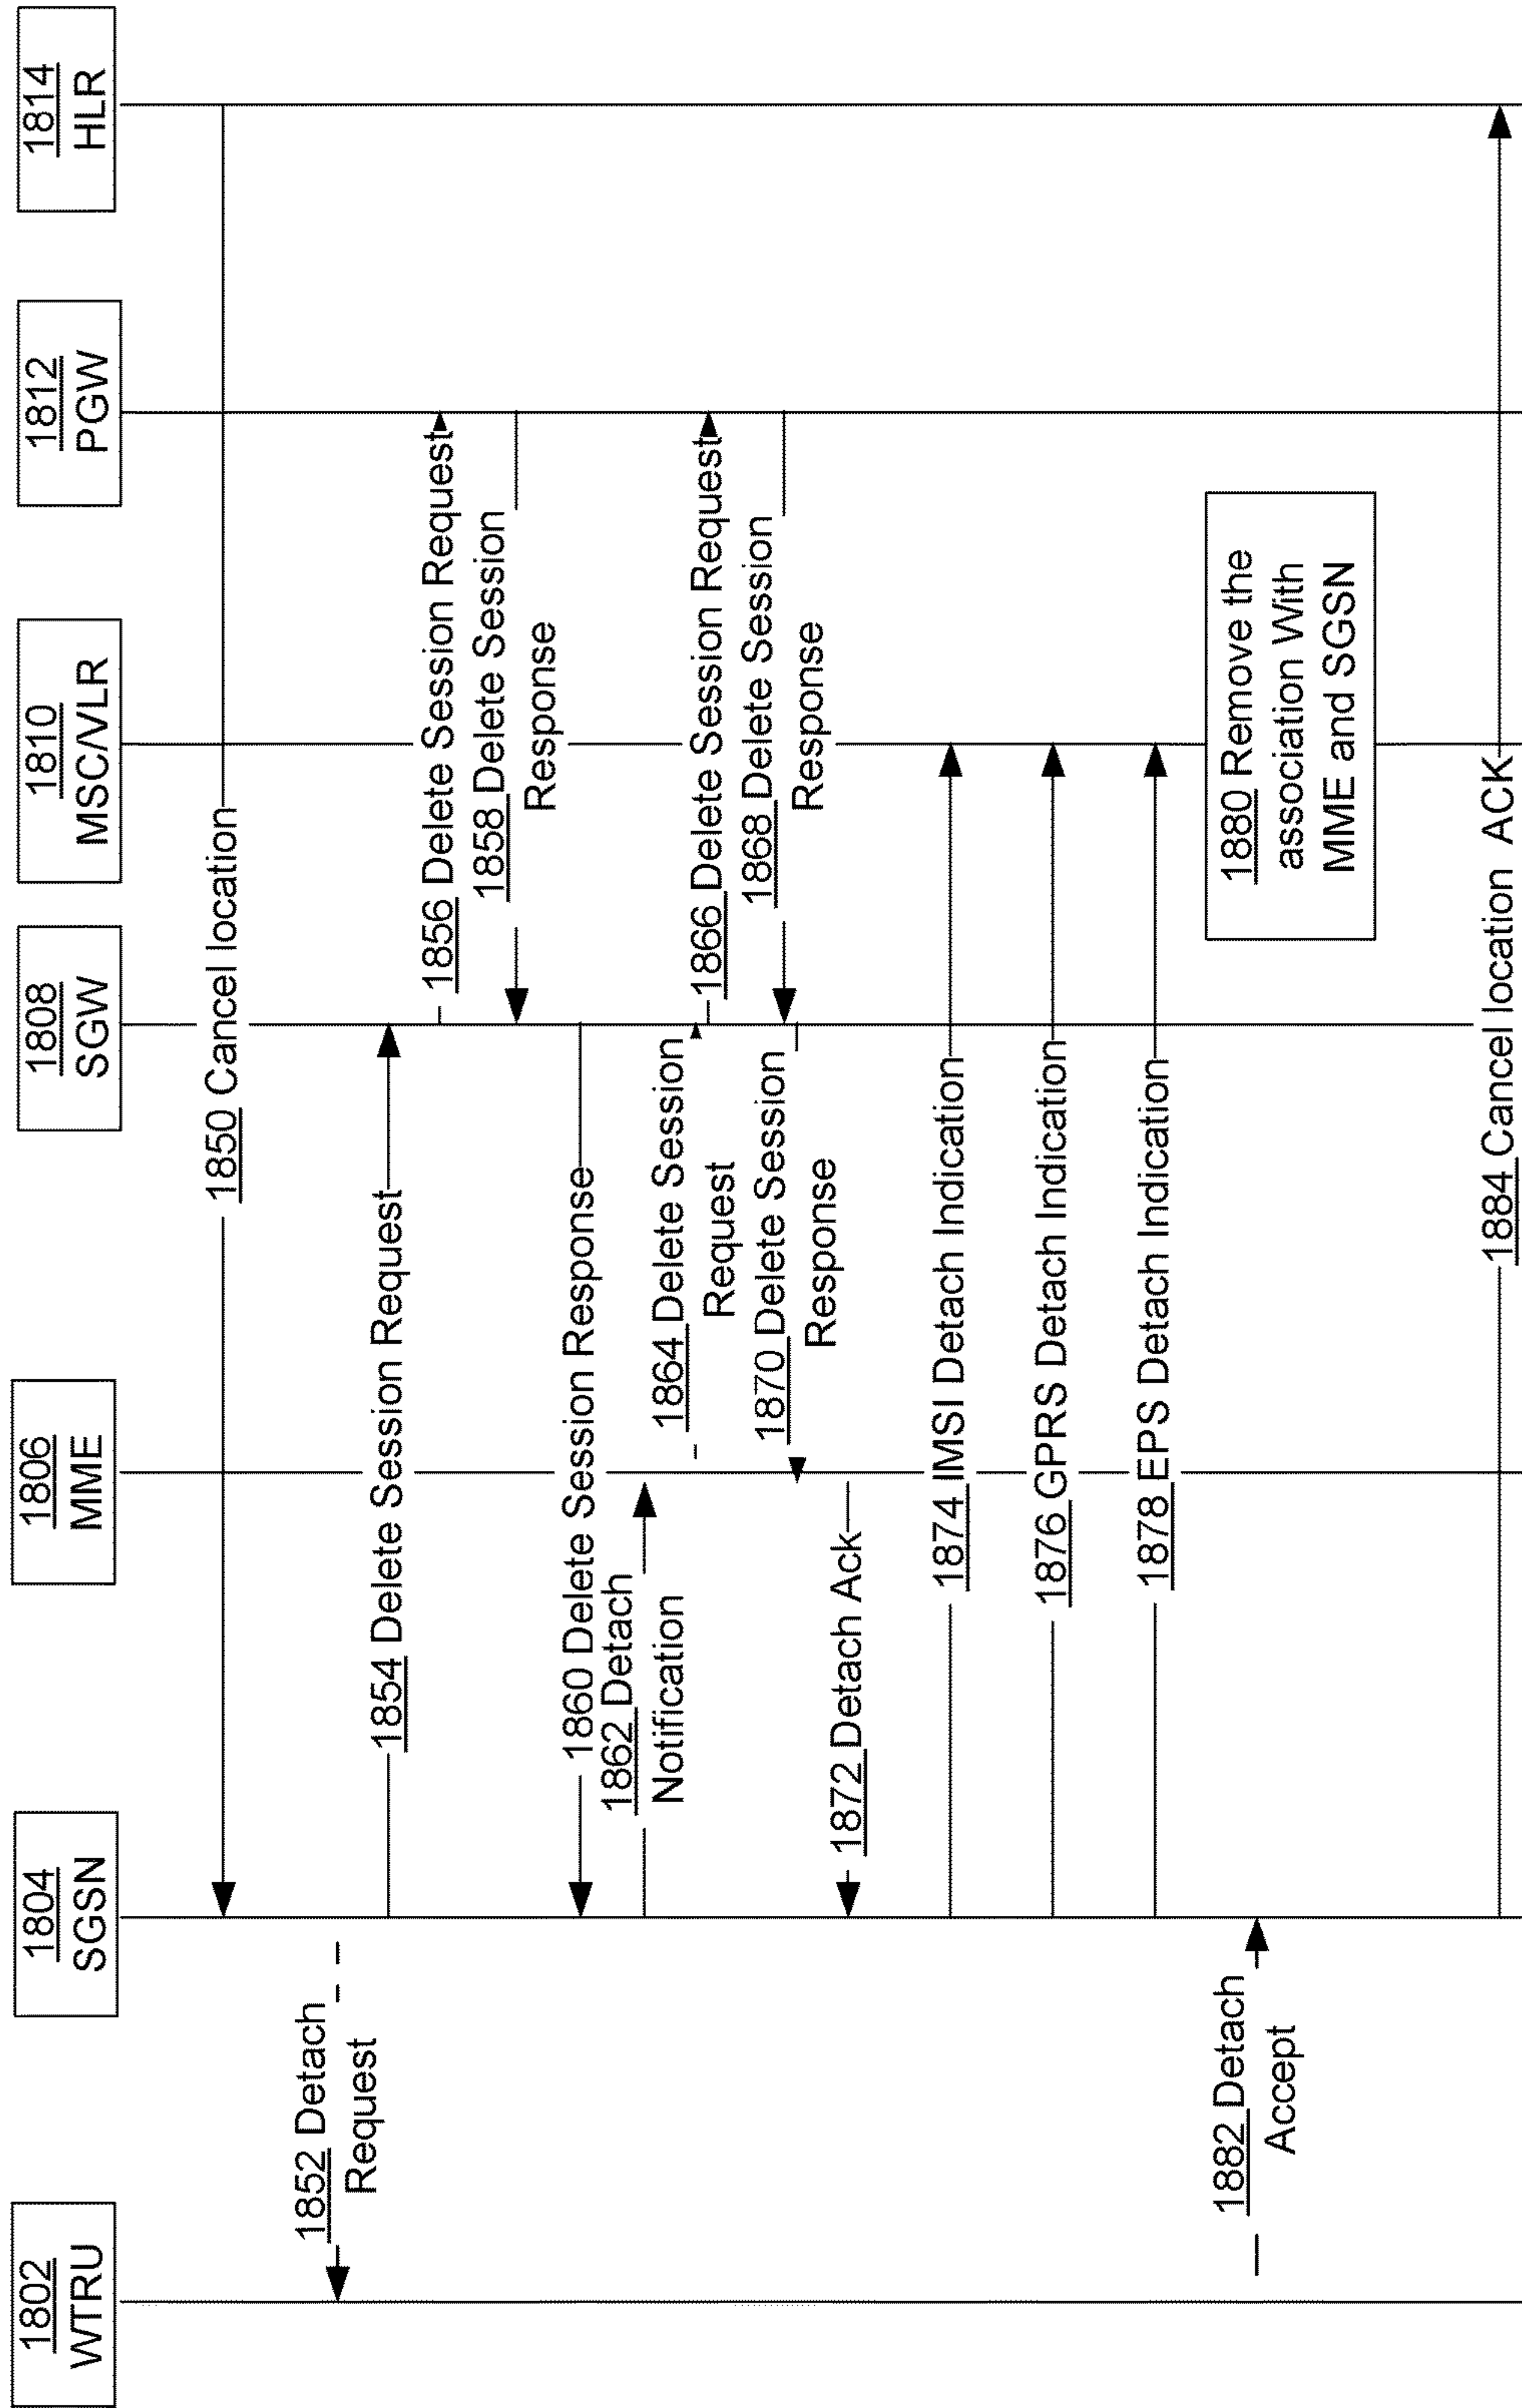 1802
WTRU
1804
SGSN
1806
MME
1808
SGW
1810
MSC/VLR
1812
PGW
1814
HLR
1850 Cancel location
1852 Detach
Request
1854 Delete Session Request
1856 Delete Session Request
1858 Delete Session
Response
1860 Delete Session Response
1862 Detach
Notification
1864 Delete Session
Request
1866 Delete Session Request
1868 Delete Session
Response
1870 Delete Session
Response
1872 Detach Ack
1874 IMSI Detach Indication
1876 GPRS Detach Indication
1878 EPS Detach Indication
1880 Remove the
association With
MME and SGSN
1882 Detach
Accept
1884 Cancel location ACK